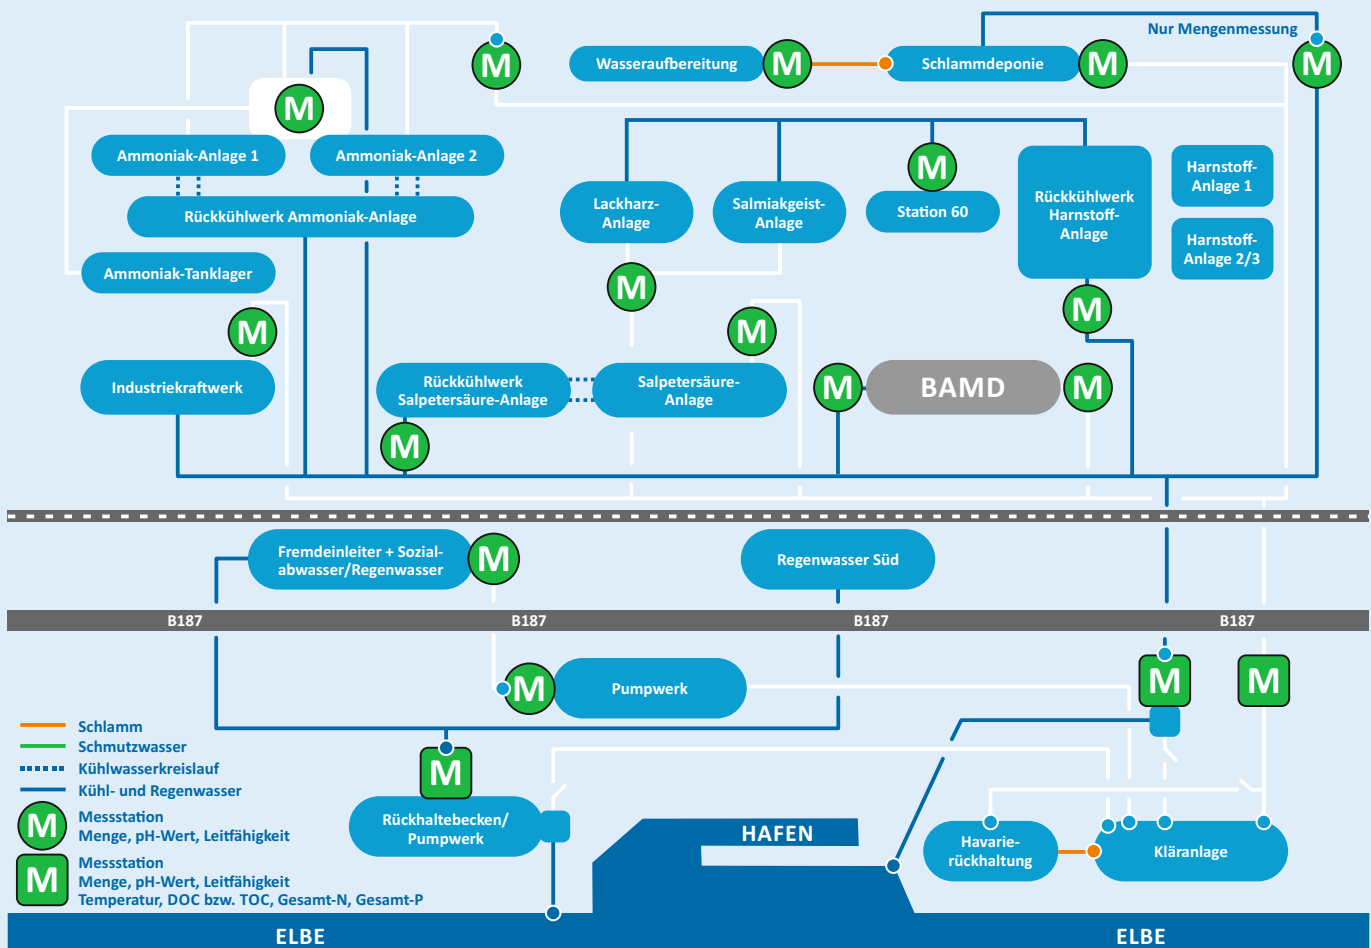 Nur Mengenmessung
M
Wasseraufbereitung
M
Schlammdeponie
M
M
M
Ammoniak-Anlage 1
Ammoniak-Anlage 2
Rückkühlwerk Ammoniak-Anlage
Ammoniak-Tanklager
M
Lackharz-
Anlage
Salmiakgeist-
Anlage
M
Station 60
Rückkühlwerk
Harnstoff-
Anlage
Harnstoff-
Anlage 1
Harnstoff-
Anlage 2/3
M
M
M
Industriekraftwerk
Rückkühlwerk
Salpetersäure-Anlage
M
M
Salpetersäure-
Anlage
M
BAMD
M
Fremdeinleiter + Sozial-
abwasser/Regenwasser
M
Regenwasser Süd
B187
B187
B187
B187
M
Pumpwerk
M
M
Schlamm
Schmutzwasser
Kühlwasserkreislauf
Kühl- und Regenwasser
M
Messstation
Menge, pH-Wert, Leitfähigkeit
M
Messstation
Menge, pH-Wert, Leitfähigkeit
Temperatur, DOC bzw. TOC, Gesamt-N, Gesamt-P
M
Rückhaltebecken/
Pumpwerk
HAFEN
Havarie-
rückhaltung
Kläranlage
ELBE
ELBE